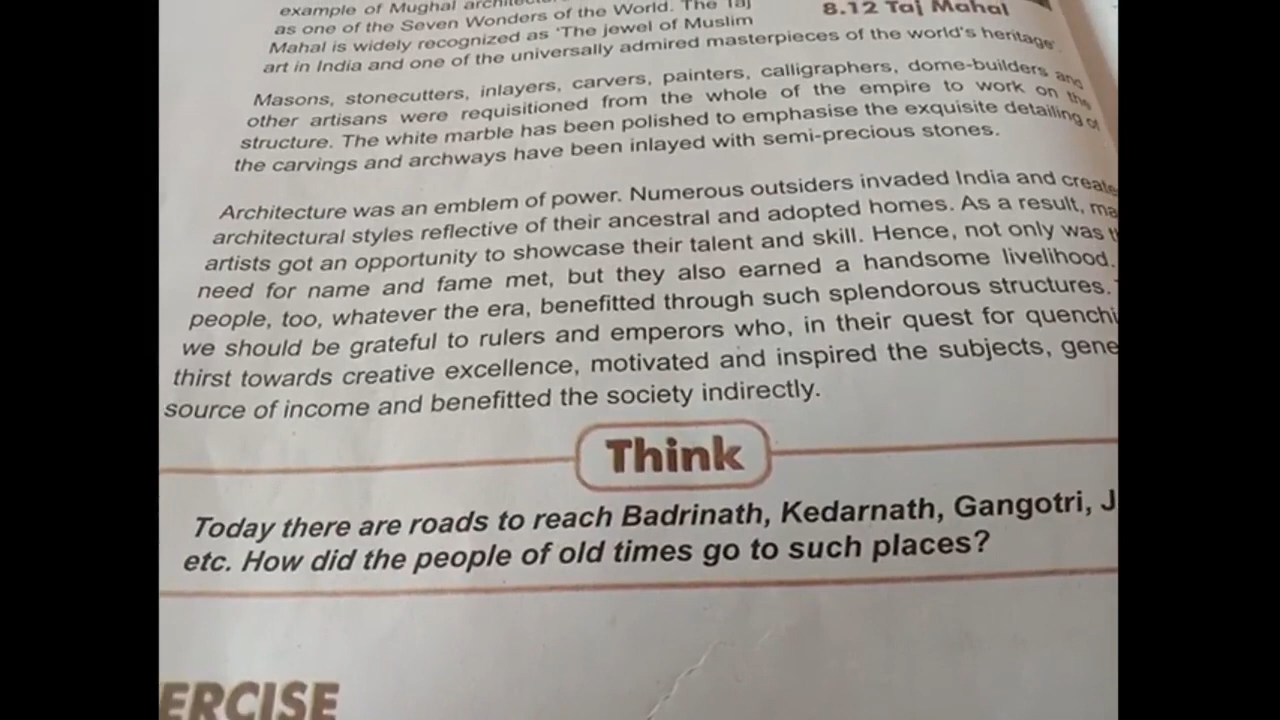 example of Mughal
as one of the Seven Wonders of the World. The Taj
Mahal is widely recognized as 'The jewel of Muslim
art in India and one of the universally admired masterpieces of the world's heritage'.
8.12 Taj Mahal
Masons, stonecutters, inlayers, carvers, painters, calligraphers, dome-builders and
other artisans were requisitioned from the whole of the empire to work on the
structure. The white marble has been polished to emphasise the exquisite detailing of
the carvings and archways have been inlayed with semi-precious stones.
Architecture was an emblem of power. Numerous outsiders invaded India and create
architectural styles reflective of their ancestral and adopted homes. As a result, ma
artists got an opportunity to showcase their talent and skill. Hence, not only was t
need for name and fame met, but they also earned a handsome livelihood.
people, too, whatever the era, benefitted through such splendorous structures.
we should be grateful to rulers and emperors who, in their quest for quenchi
thirst towards creative excellence, motivated and inspired the subjects, gene
source of income and benefitted the society indirectly.
Think
Today there are roads to reach Badrinath, Kedarnath, Gangotri, J
etc. How did the people of old times go to such places?
ERCISE